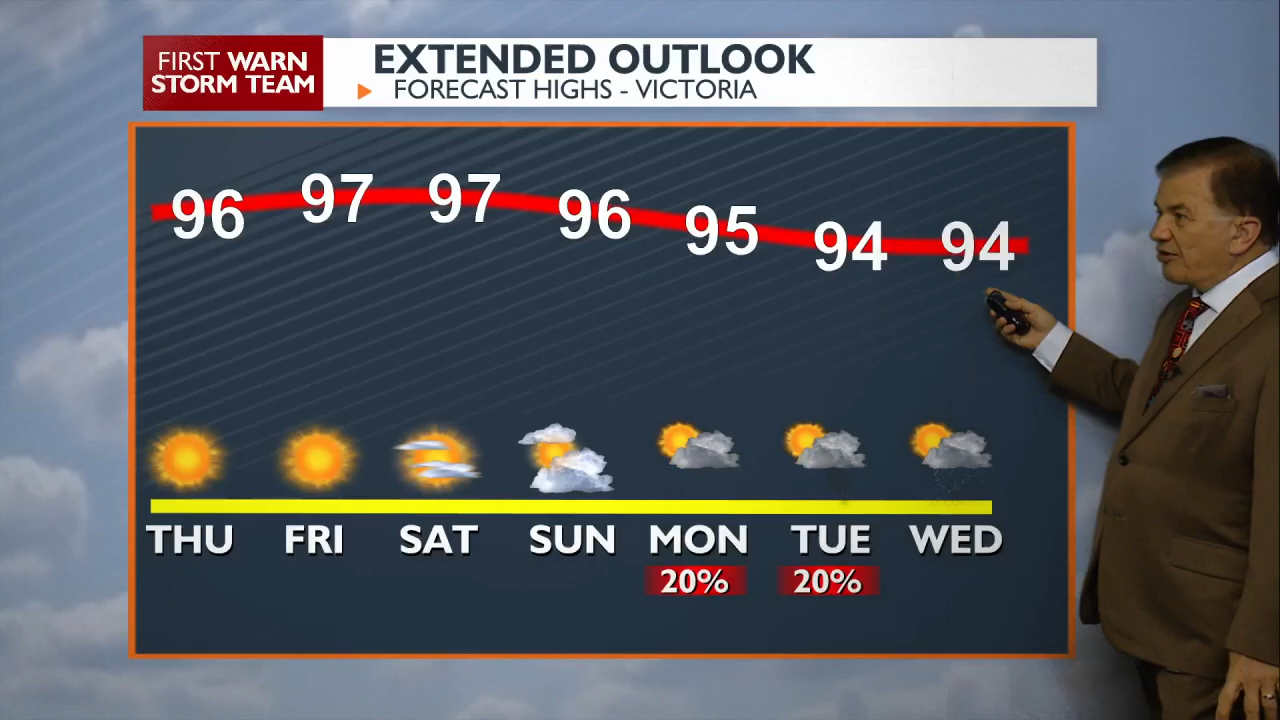 FIRST WARN
STORM TEAM
EXTENDED OUTLOOK
FORECAST HIGHS - VICTORIA
96 97 97 96 95 94 94
THU FRI SAT SUN MON TUE WED
20% 20%